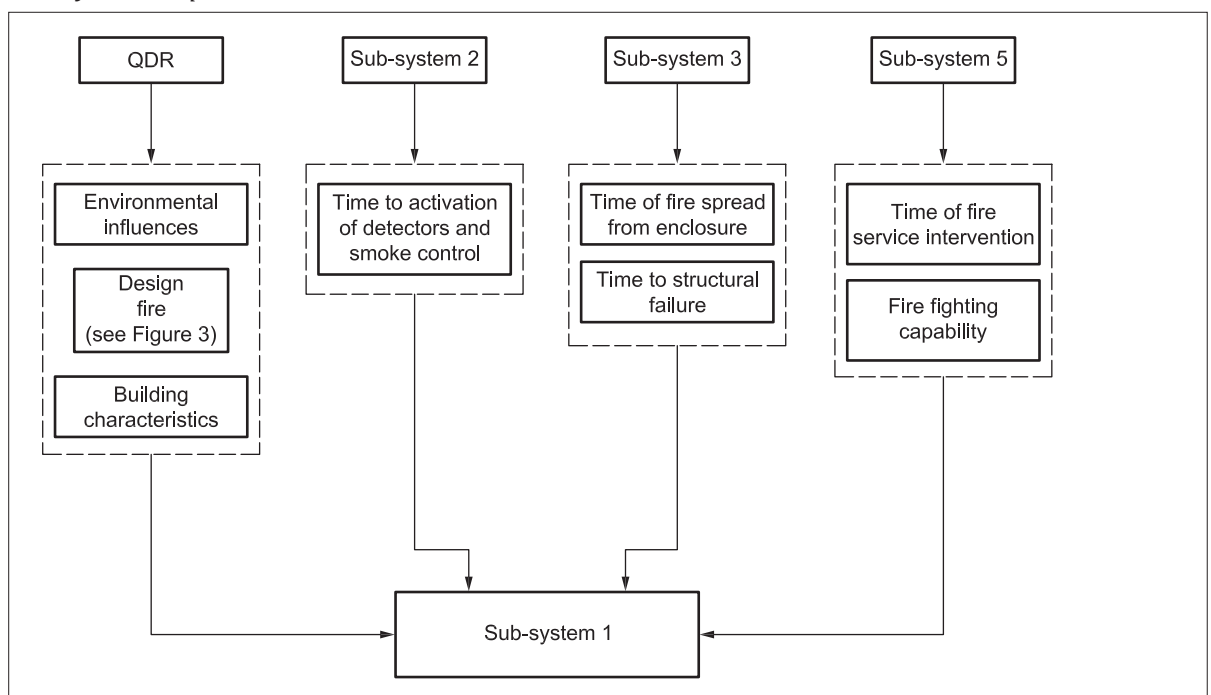 QDR
Sub-system 2
Sub-system 3
Sub-system 5
Environmental
influences
Design
fire
(see Figure 3)
Building
characteristics
Time to activation
of detectors and
smoke control
Time of fire spread
from enclosure
Time to structural
failure
Time of fire
service intervention
Fire fighting
capability
Sub-system 1